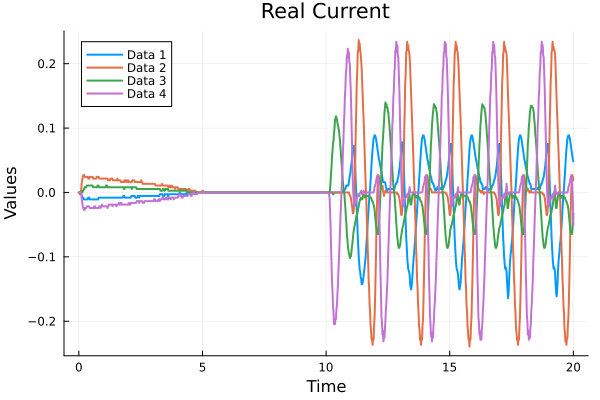 Real Current
Data 1
Data 2
Data 3
Data 4
Values
0.2
0.1
0.0
−0.1
−0.2
0
5
10
15
20
Time